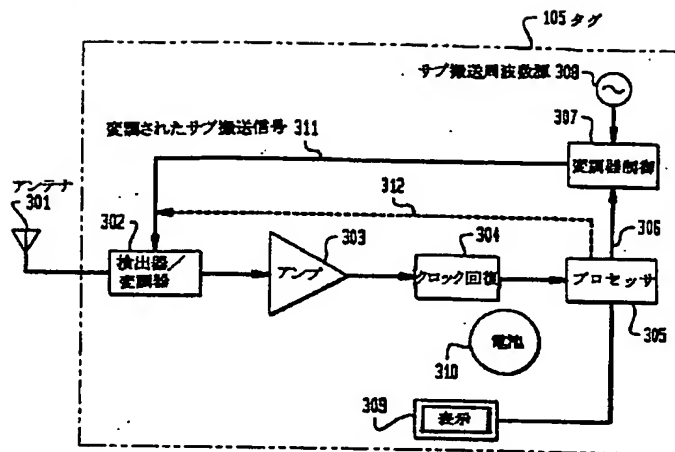 105 タグ
サブ搬送周波数源 308
307
変調されたサブ搬送信号 311
変調器制御
アンテナ
301
312
302
303
304
306
検出器／
変調器
アンプ
クロック回復
プロセッサ
305
電池
310
309
表示